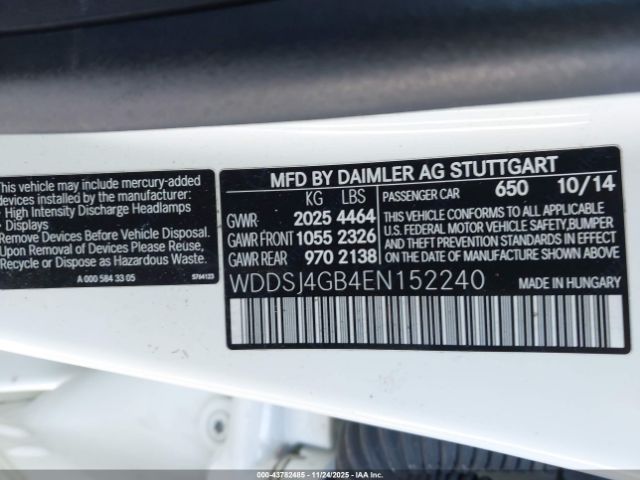 This vehicle may include mercury-added
devices installed by the manufacturer:
- High Intensity Discharge Headlamps
- Displays
Remove Devices Before Vehicle Disposal.
Upon Removal of Devices Please Reuse,
Recycle or Dispose as Hazardous Waste.
A 000 584 33 05
5764123
MFD BY DAIMLER AG STUTTGART
KG LBS
GVWR 2025 4464
GAWR FRONT 1055 2326
GAWR REAR 970 2138
PASSENGER CAR 650 10/14
THIS VEHICLE CONFORMS TO ALL APPLICABLE
U.S. FEDERAL MOTOR VEHICLE SAFETY, BUMPER
AND THEFT PREVENTION STANDARDS IN EFFECT
ON THE DATE OF MANUFACTURE SHOWN ABOVE.
WDDSJ4GB4EN152240
MADE IN HUNGARY
000-43782485 - 11/24/2025 - IAA Inc.